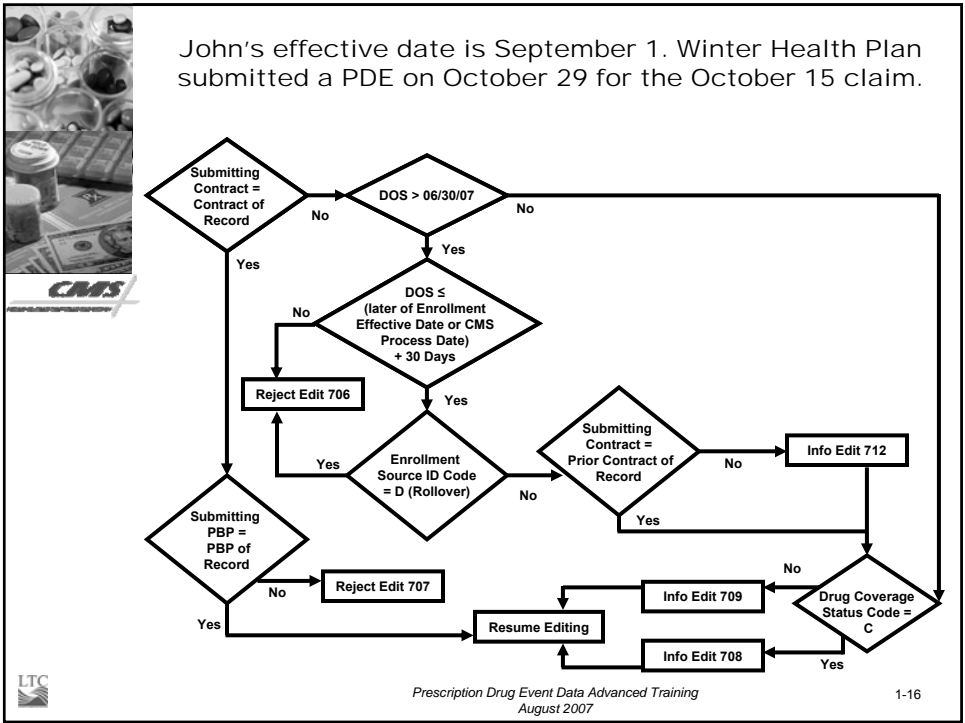 John's effective date is September 1. Winter Health Plan
submitted a PDE on October 29 for the October 15 claim.
Submitting
Contract =
Contract of
Record
No
DOS > 06/30/07
No
Yes
Yes
DOS ≤
(later of Enrollment
Effective Date or CMS
Process Date)
+ 30 Days
No
Reject Edit 706
Yes
Enrollment
Source ID Code
= D (Rollover)
Yes
No
Submitting
Contract =
Prior Contract of
Record
No
Info Edit 712
Yes
Submitting
PBP =
PBP of
Record
No
Reject Edit 707
Yes
Resume Editing
No
Info Edit 709
Drug Coverage
Status Code =
C
Info Edit 708
Yes
CMS
LTC
Prescription Drug Event Data Advanced Training
August 2007
1-16